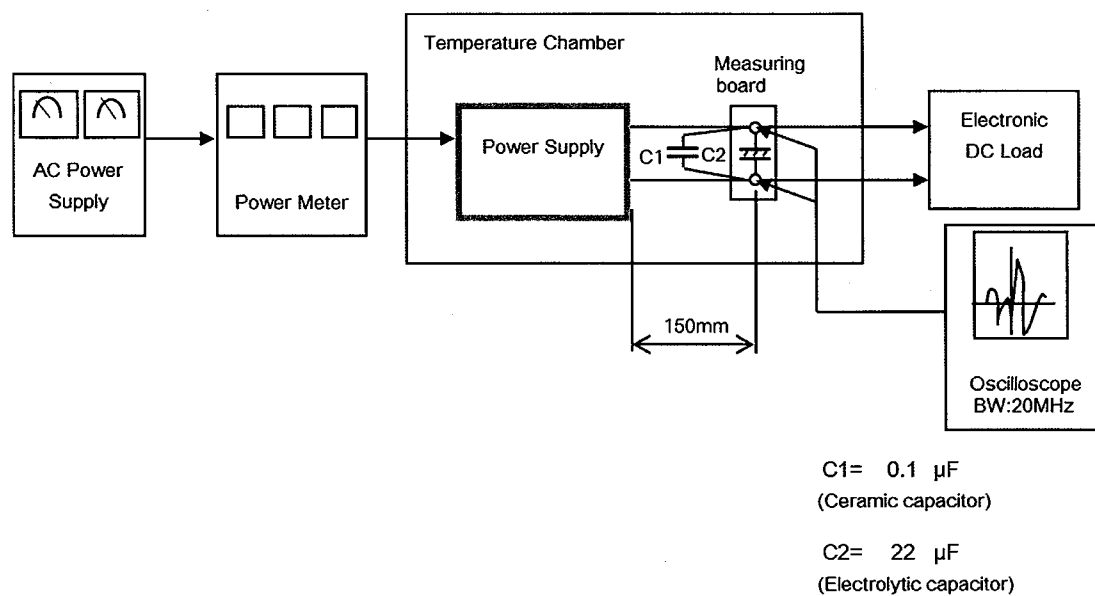 Temperature Chamber
Measuring
board
AC Power
Supply
Power Meter
Power Supply
C1
C2
Electronic
DC Load
150mm
Oscilloscope
BW:20MHz
C1= 0.1 µF
(Ceramic capacitor)
C2= 22 µF
(Electrolytic capacitor)